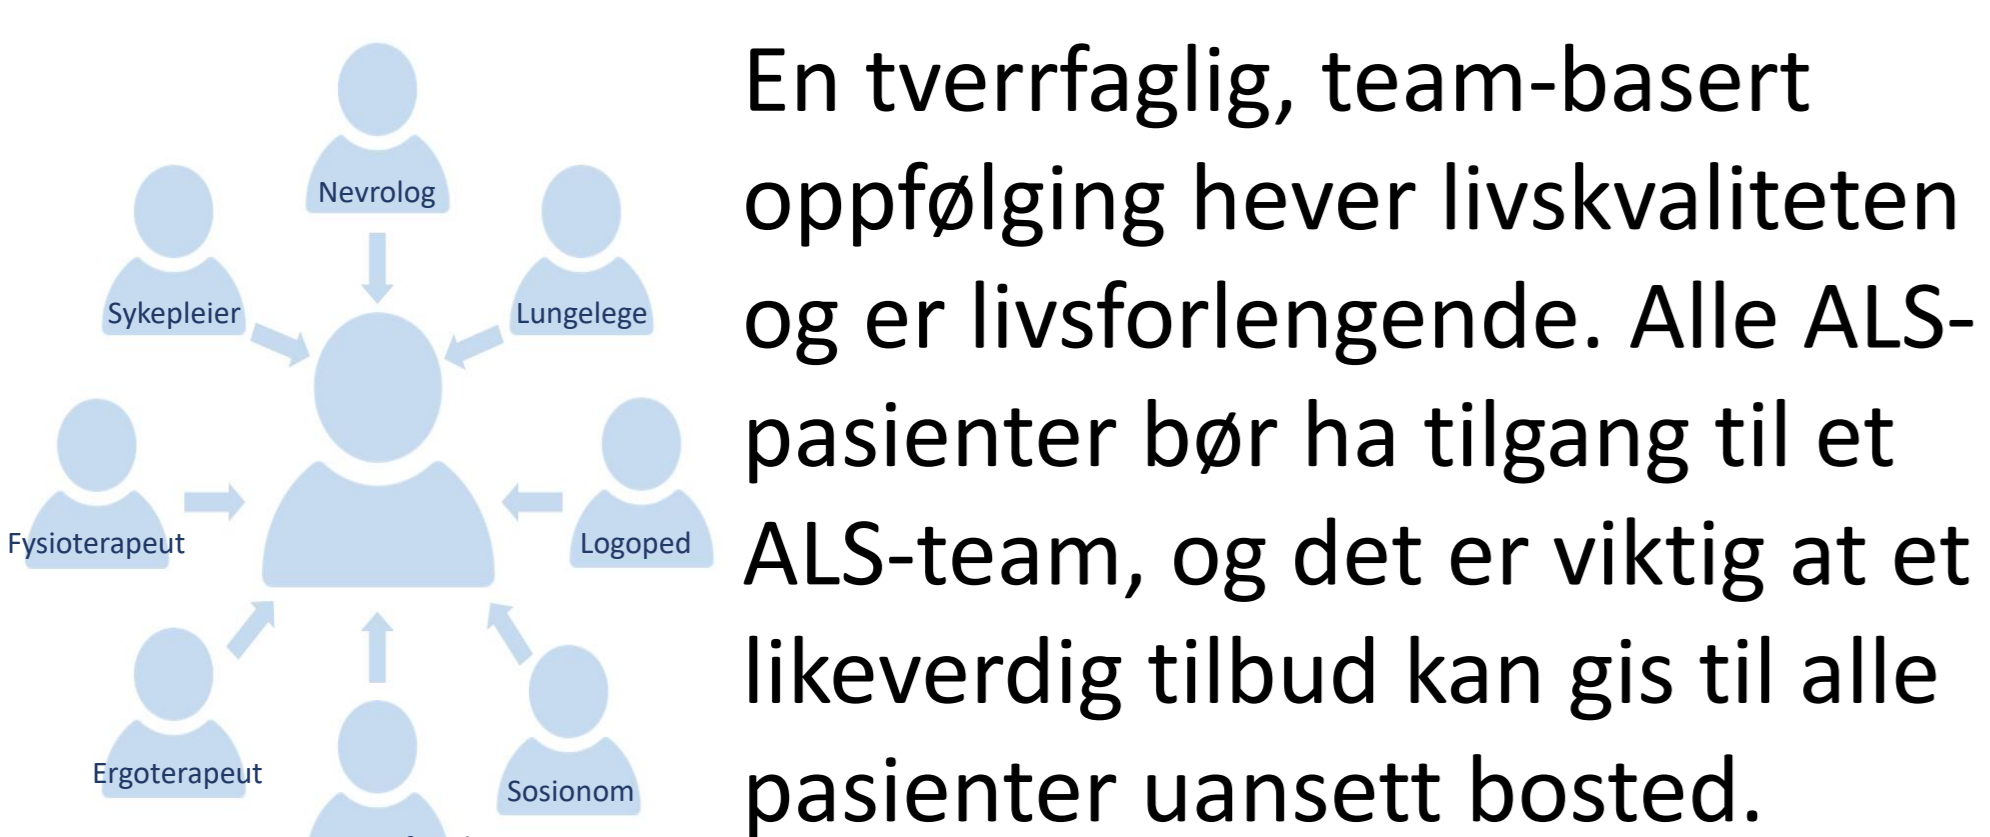 Nevrolog
Sykepleier
Lungelege
Fysioterapeut
Logoped
Ergoterapeut
Sosionom
En tverrfaglig, team-basert
oppfølging hever livskvaliteten
og er livsforlengende. Alle ALS-
pasienter bør ha tilgang til et
ALS-team, og det er viktig at et
likeverdig tilbud kan gis til alle
pasienter uansett bosted.